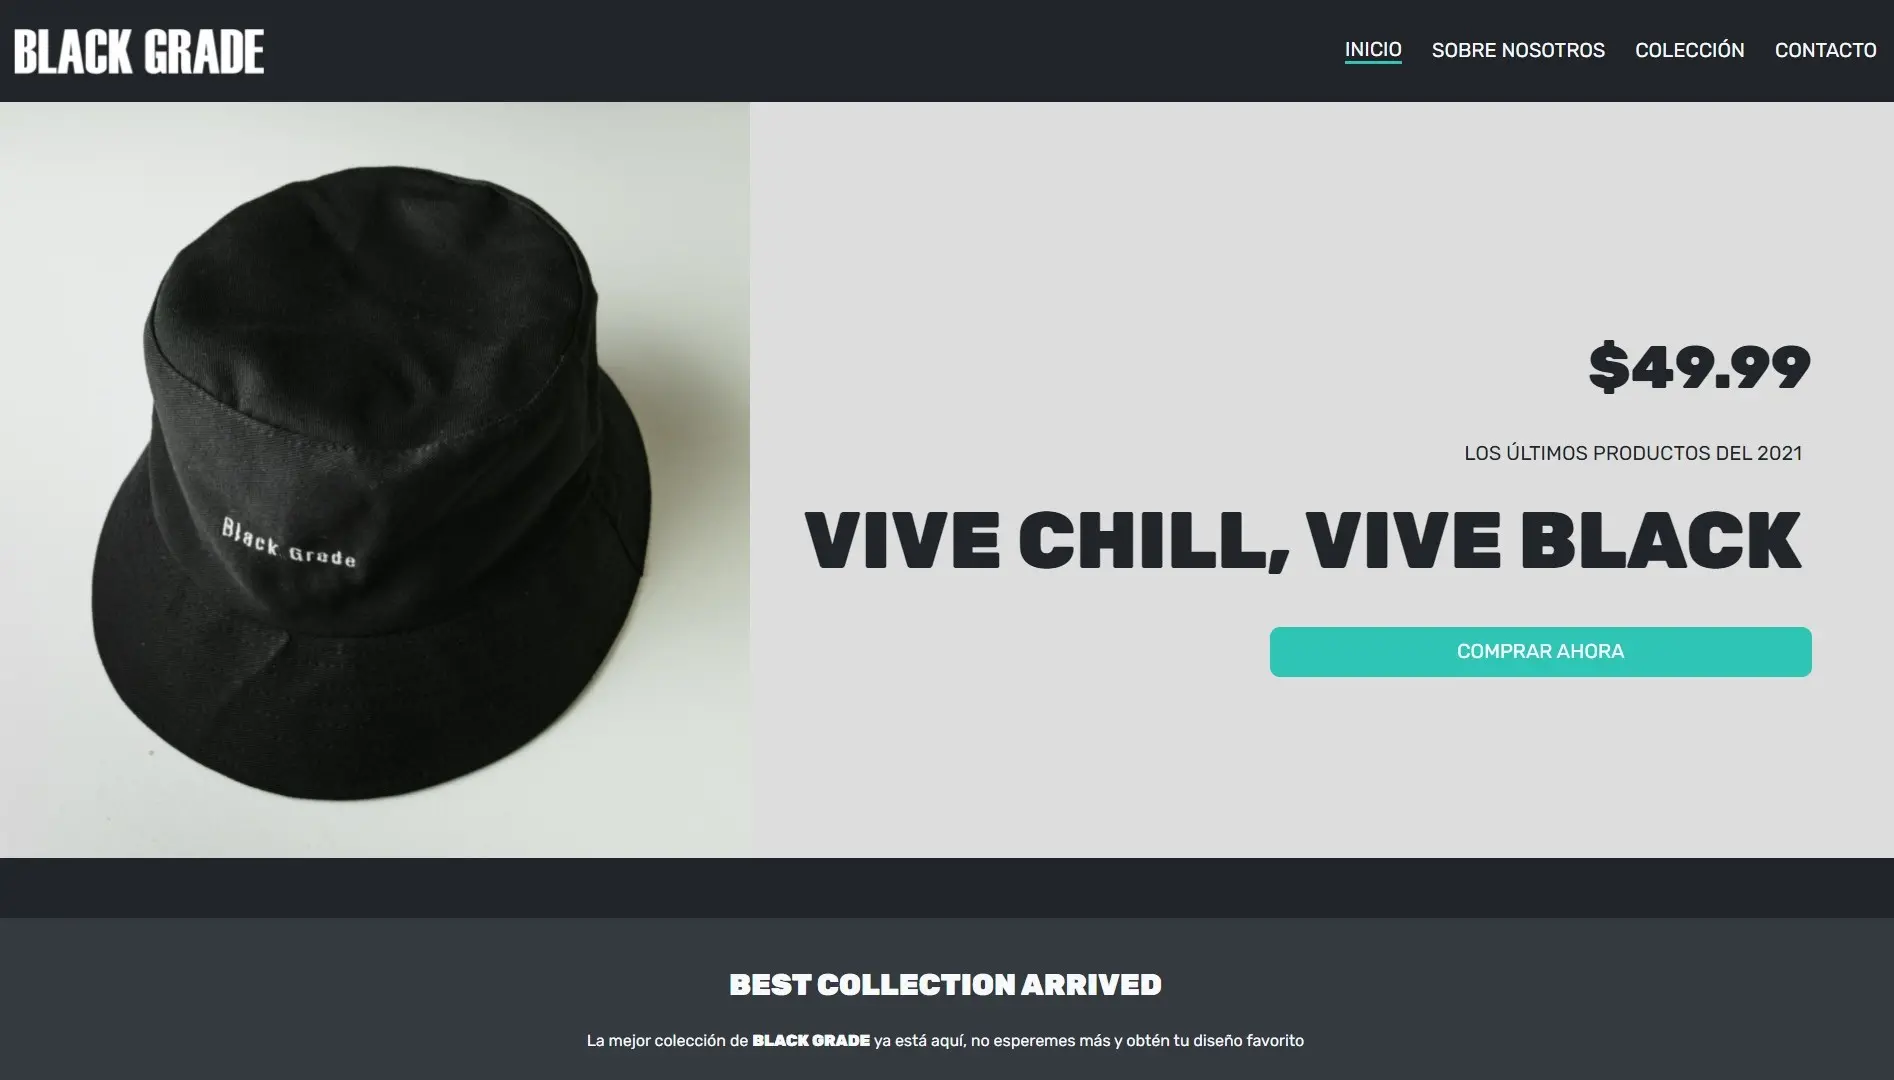 BLACK GRADE
INICIO SOBRE NOSOTROS COLECCIÓN CONTACTO
Black Grade
$49.99
LOS ÚLTIMOS PRODUCTOS DEL 2021
VIVE CHILL, VIVE BLACK
COMPRAR AHORA
BEST COLLECTION ARRIVED
La mejor colección de BLACK GRADE ya está aquí, no esperemes más y obtén tu diseño favorito